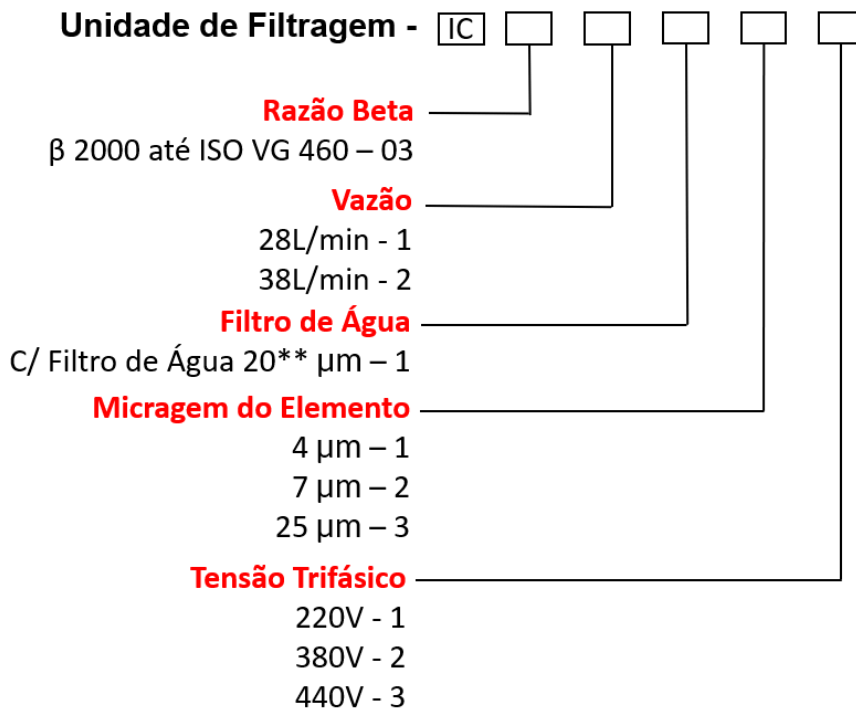 Unidade de Filtragem - IC
Razão Beta
β 2000 até ISO VG 460 – 03
Vazão
28L/min - 1
38L/min - 2
Filtro de Água
C/ Filtro de Água 20** µm – 1
Micragem do Elemento
4 µm – 1
7 µm – 2
25 µm – 3
Tensão Trifásico
220V - 1
380V - 2
440V - 3